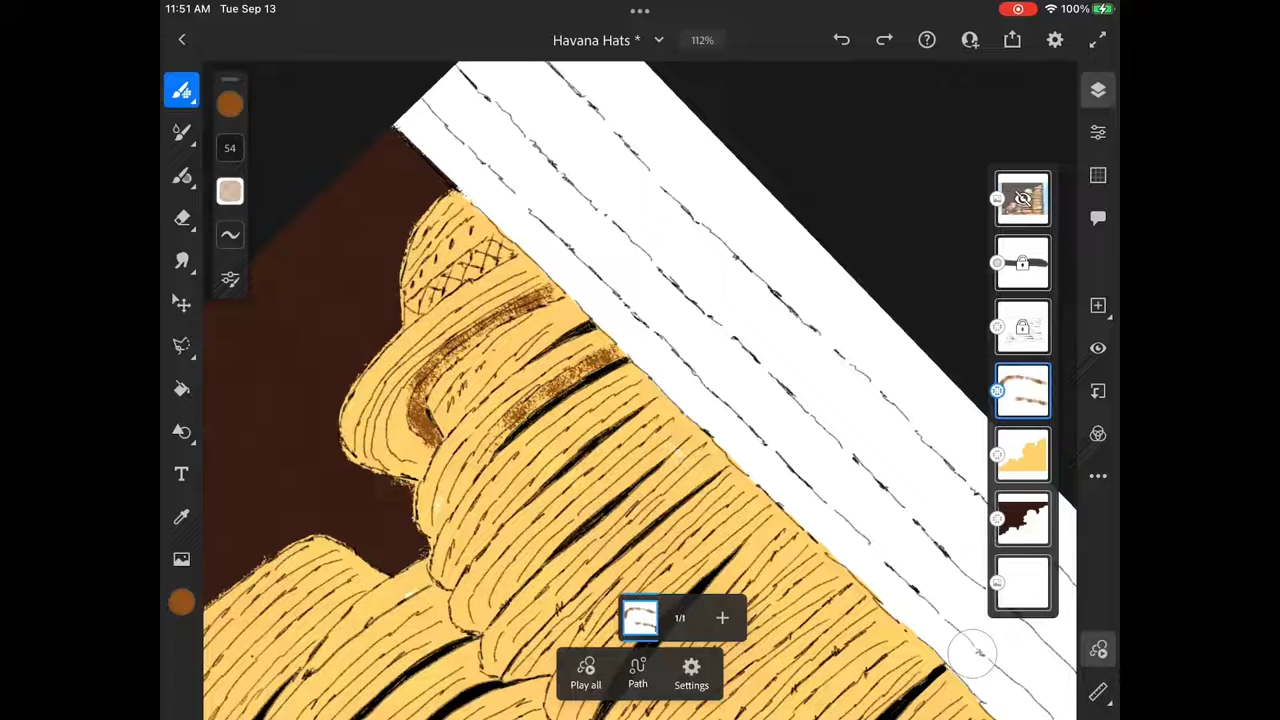 11:51 AM Tue Sep 13
100%
Havana Hats *
112%
54
1/1
Play all
Path
Settings
T